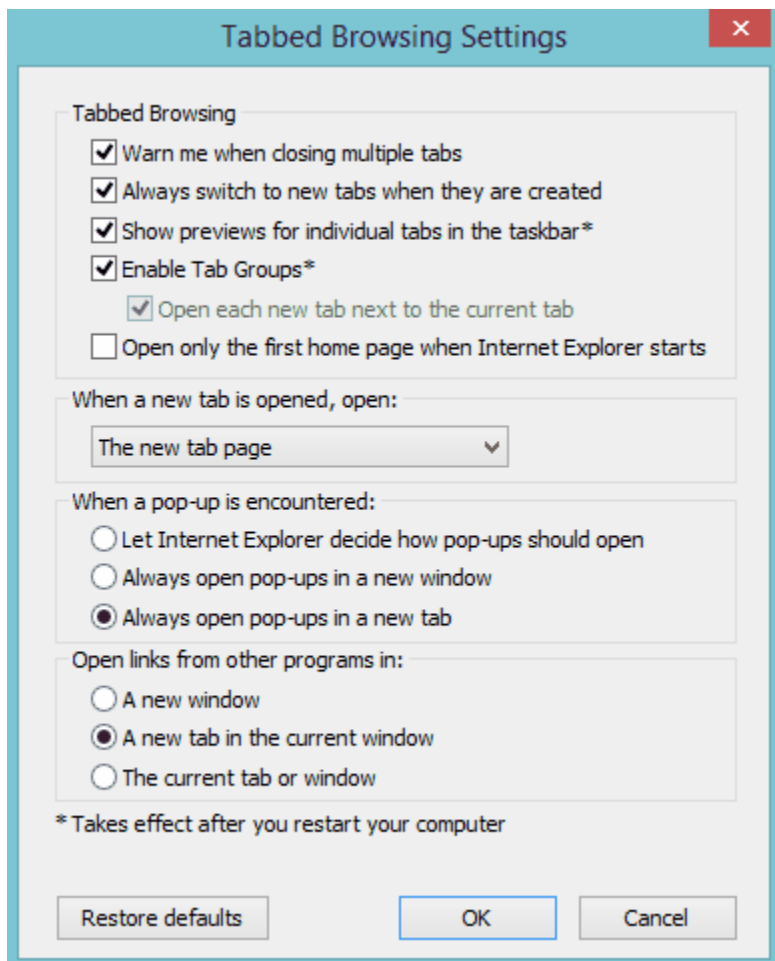 Tabbed Browsing Settings
Tabbed Browsing
Warn me when closing multiple tabs
Always switch to new tabs when they are created
Show previews for individual tabs in the taskbar*
Enable Tab Groups*
Open each new tab next to the current tab
Open only the first home page when Internet Explorer starts
When a new tab is opened, open:
The new tab page
When a pop-up is encountered:
Let Internet Explorer decide how pop-ups should open
Always open pop-ups in a new window
Always open pop-ups in a new tab
Open links from other programs in:
A new window
A new tab in the current window
The current tab or window
* Takes effect after you restart your computer
Restore defaults OK Cancel